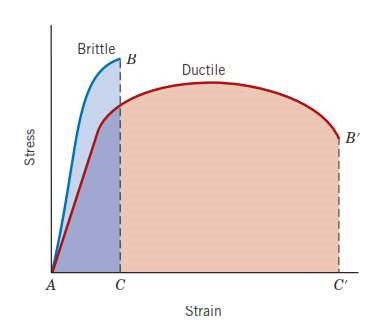 Brittle
B
Ductile
Stress
B′
A
C
C′
Strain